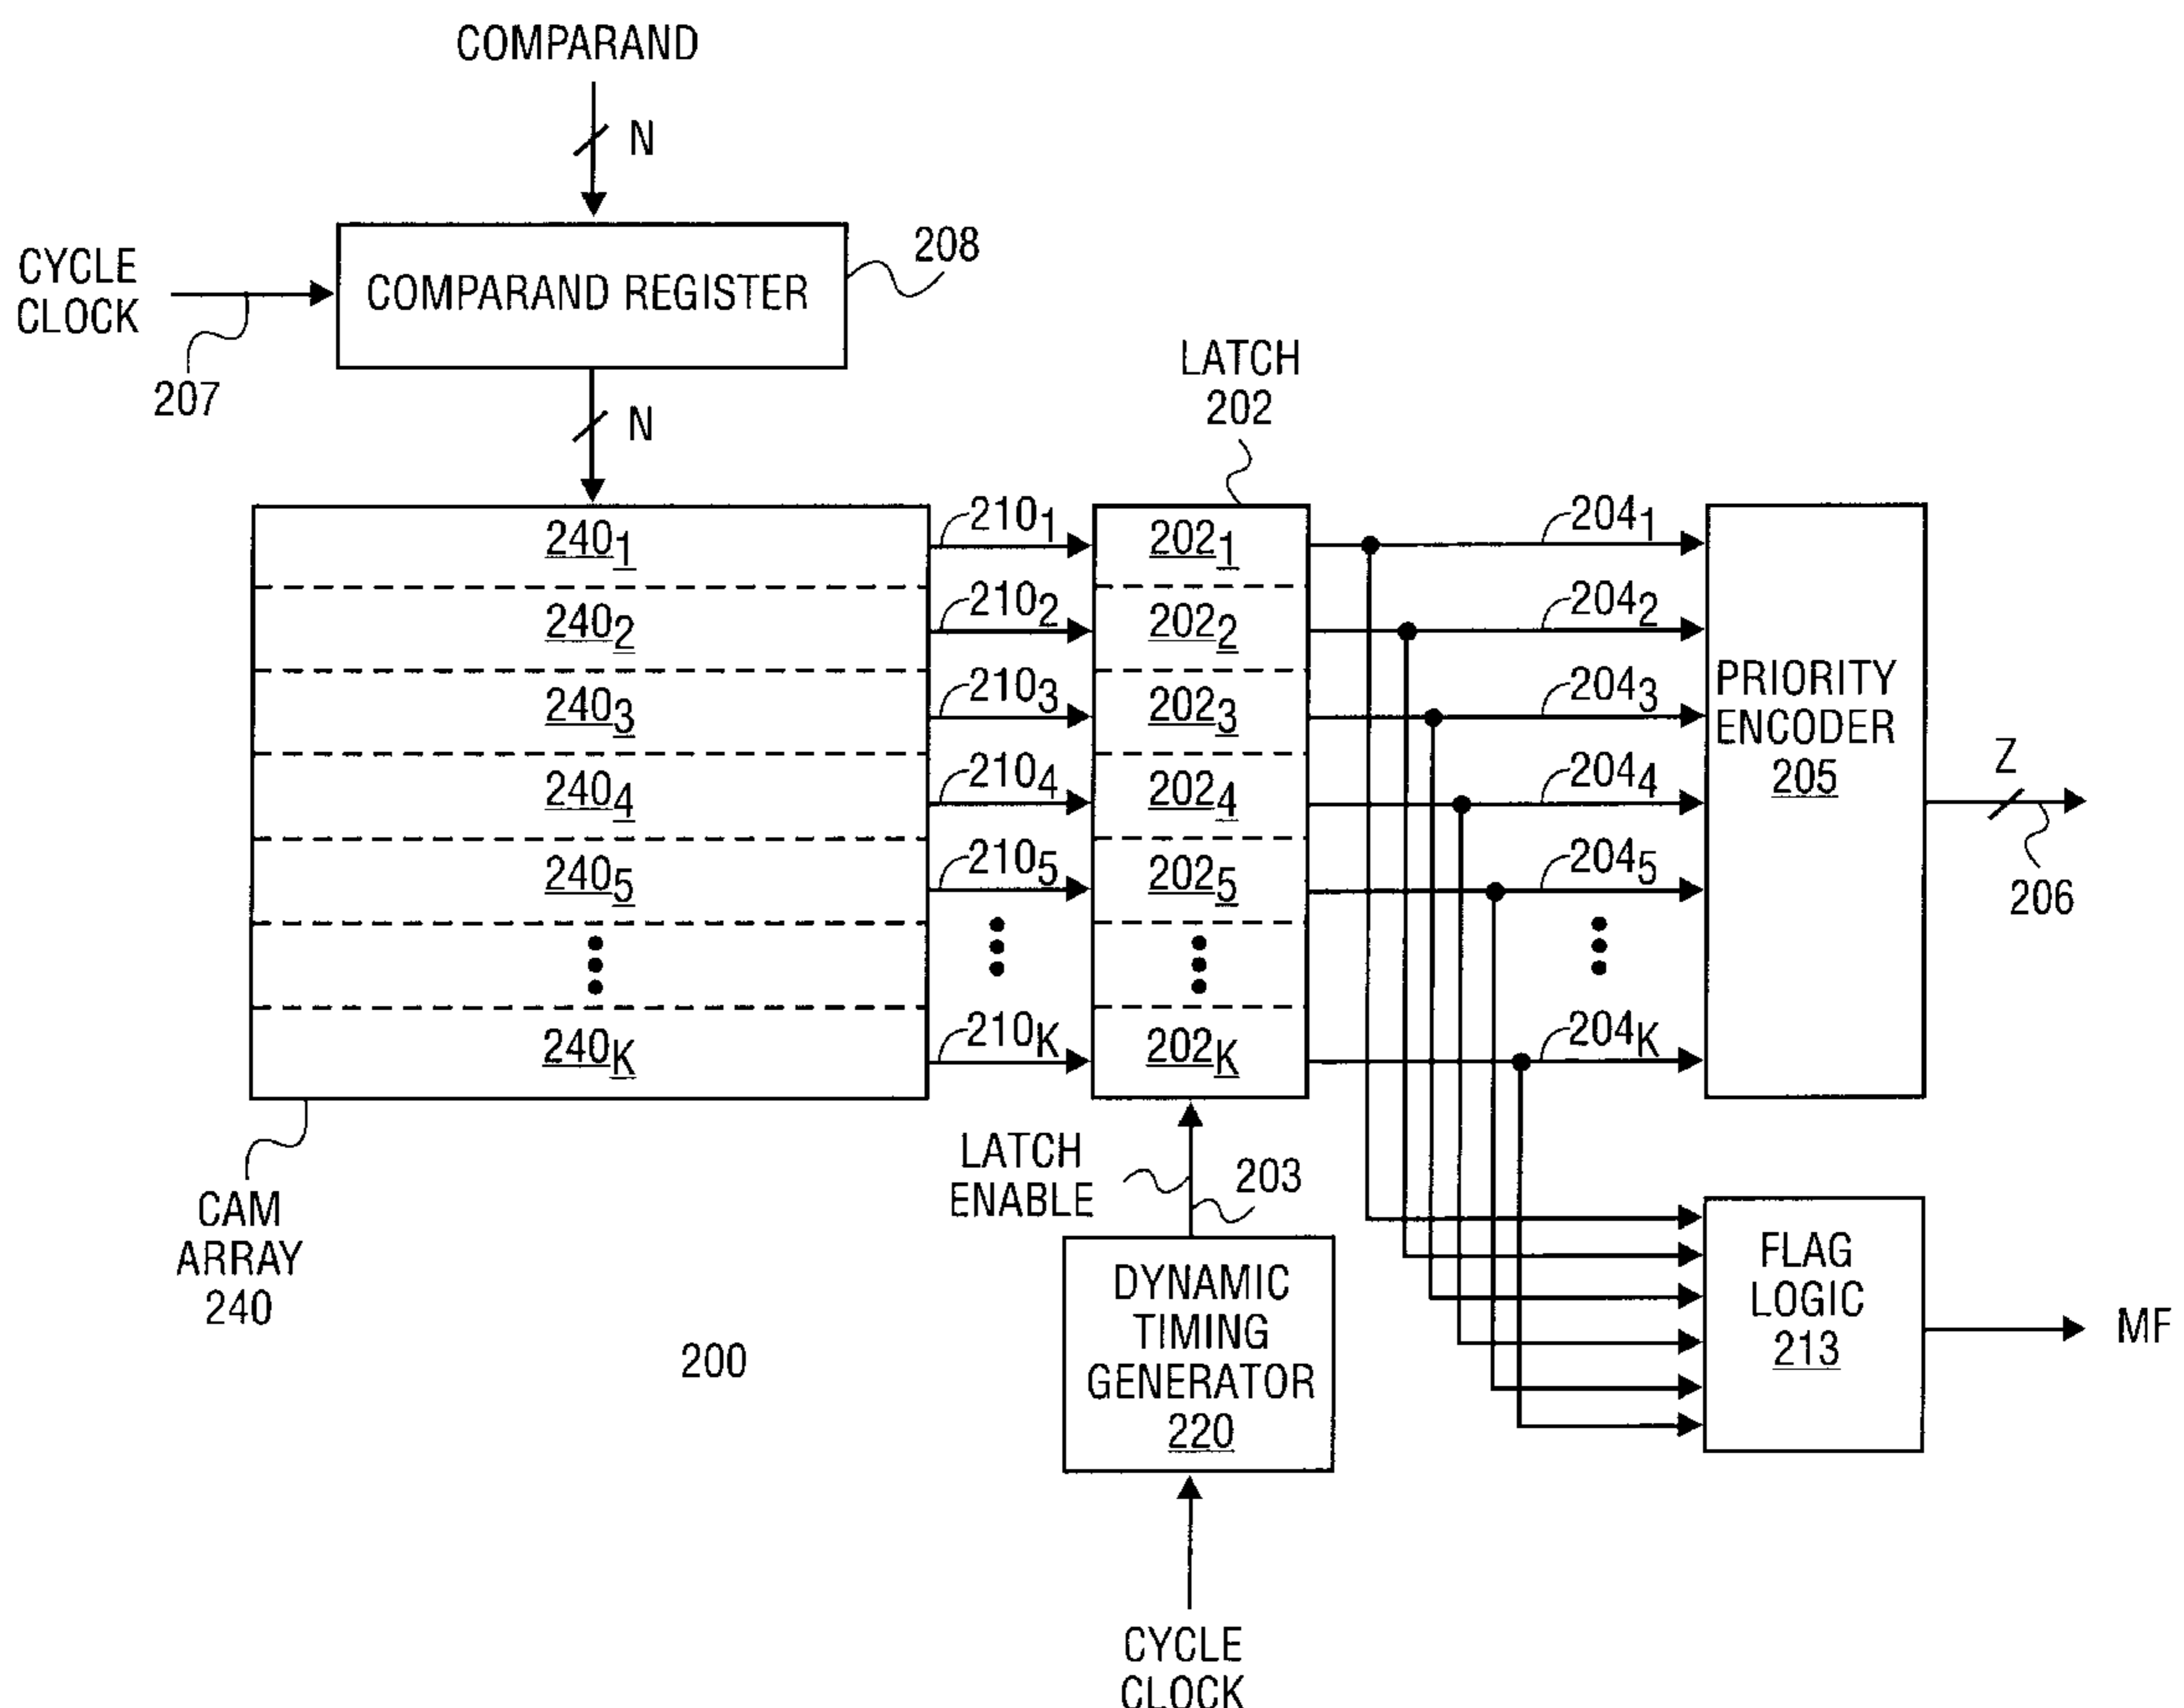 COMPARAND
N
CYCLE
CLOCK
207
COMPARAND REGISTER
208
N
LATCH
202
240₁
210₁
202₁
204₁
240₂
210₂
202₂
204₂
240₃
210₃
202₃
204₃
240₄
210₄
202₄
204₄
240₅
210₅
202₅
204₅
240K
210K
202K
204K
PRIORITY
ENCODER
205
Z
206
CAM
ARRAY
240
LATCH
ENABLE
203
200
DYNAMIC
TIMING
GENERATOR
220
FLAG
LOGIC
213
MF
CYCLE
CLOCK